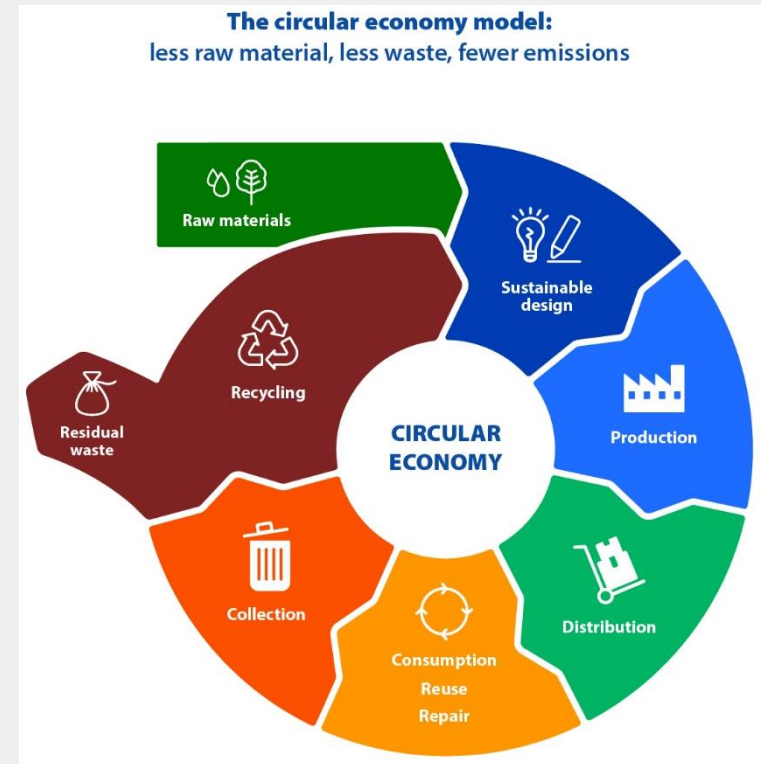 The circular economy model:
less raw material, less waste, fewer emissions
Raw materials
Sustainable
design
Production
Distribution
Consumption
Reuse
Repair
Collection
Recycling
Residual
waste
CIRCULAR
ECONOMY